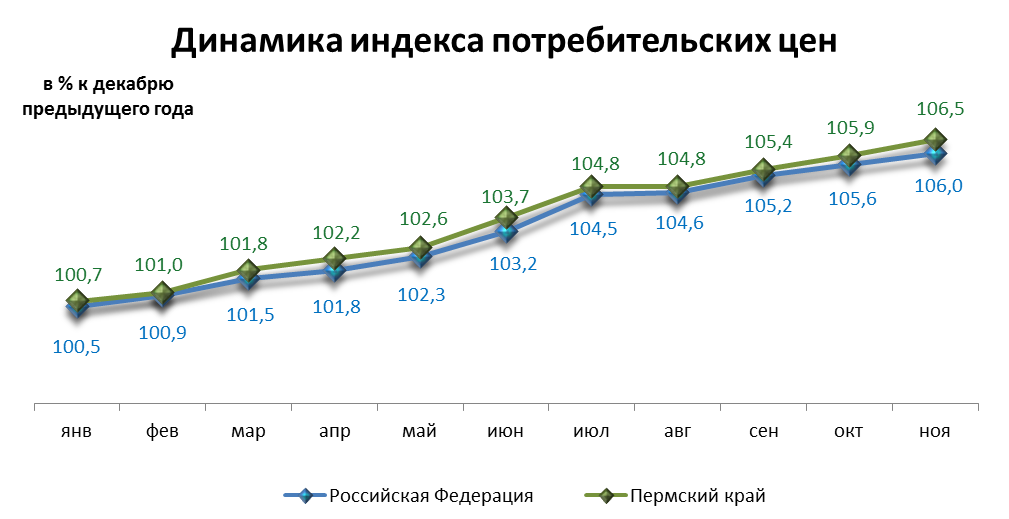 Динамика индекса потребительских цен
в % к декабрю
предыдущего года
100,7 101,0 101,8 102,2 102,6 103,7 104,8 104,8 105,4 105,9 106,5
100,5 100,9 101,5 101,8 102,3 103,2 104,5 104,6 105,2 105,6 106,0
янв фев мар апр май июн июл авг сен окт ноя
Российская Федерация Пермский край